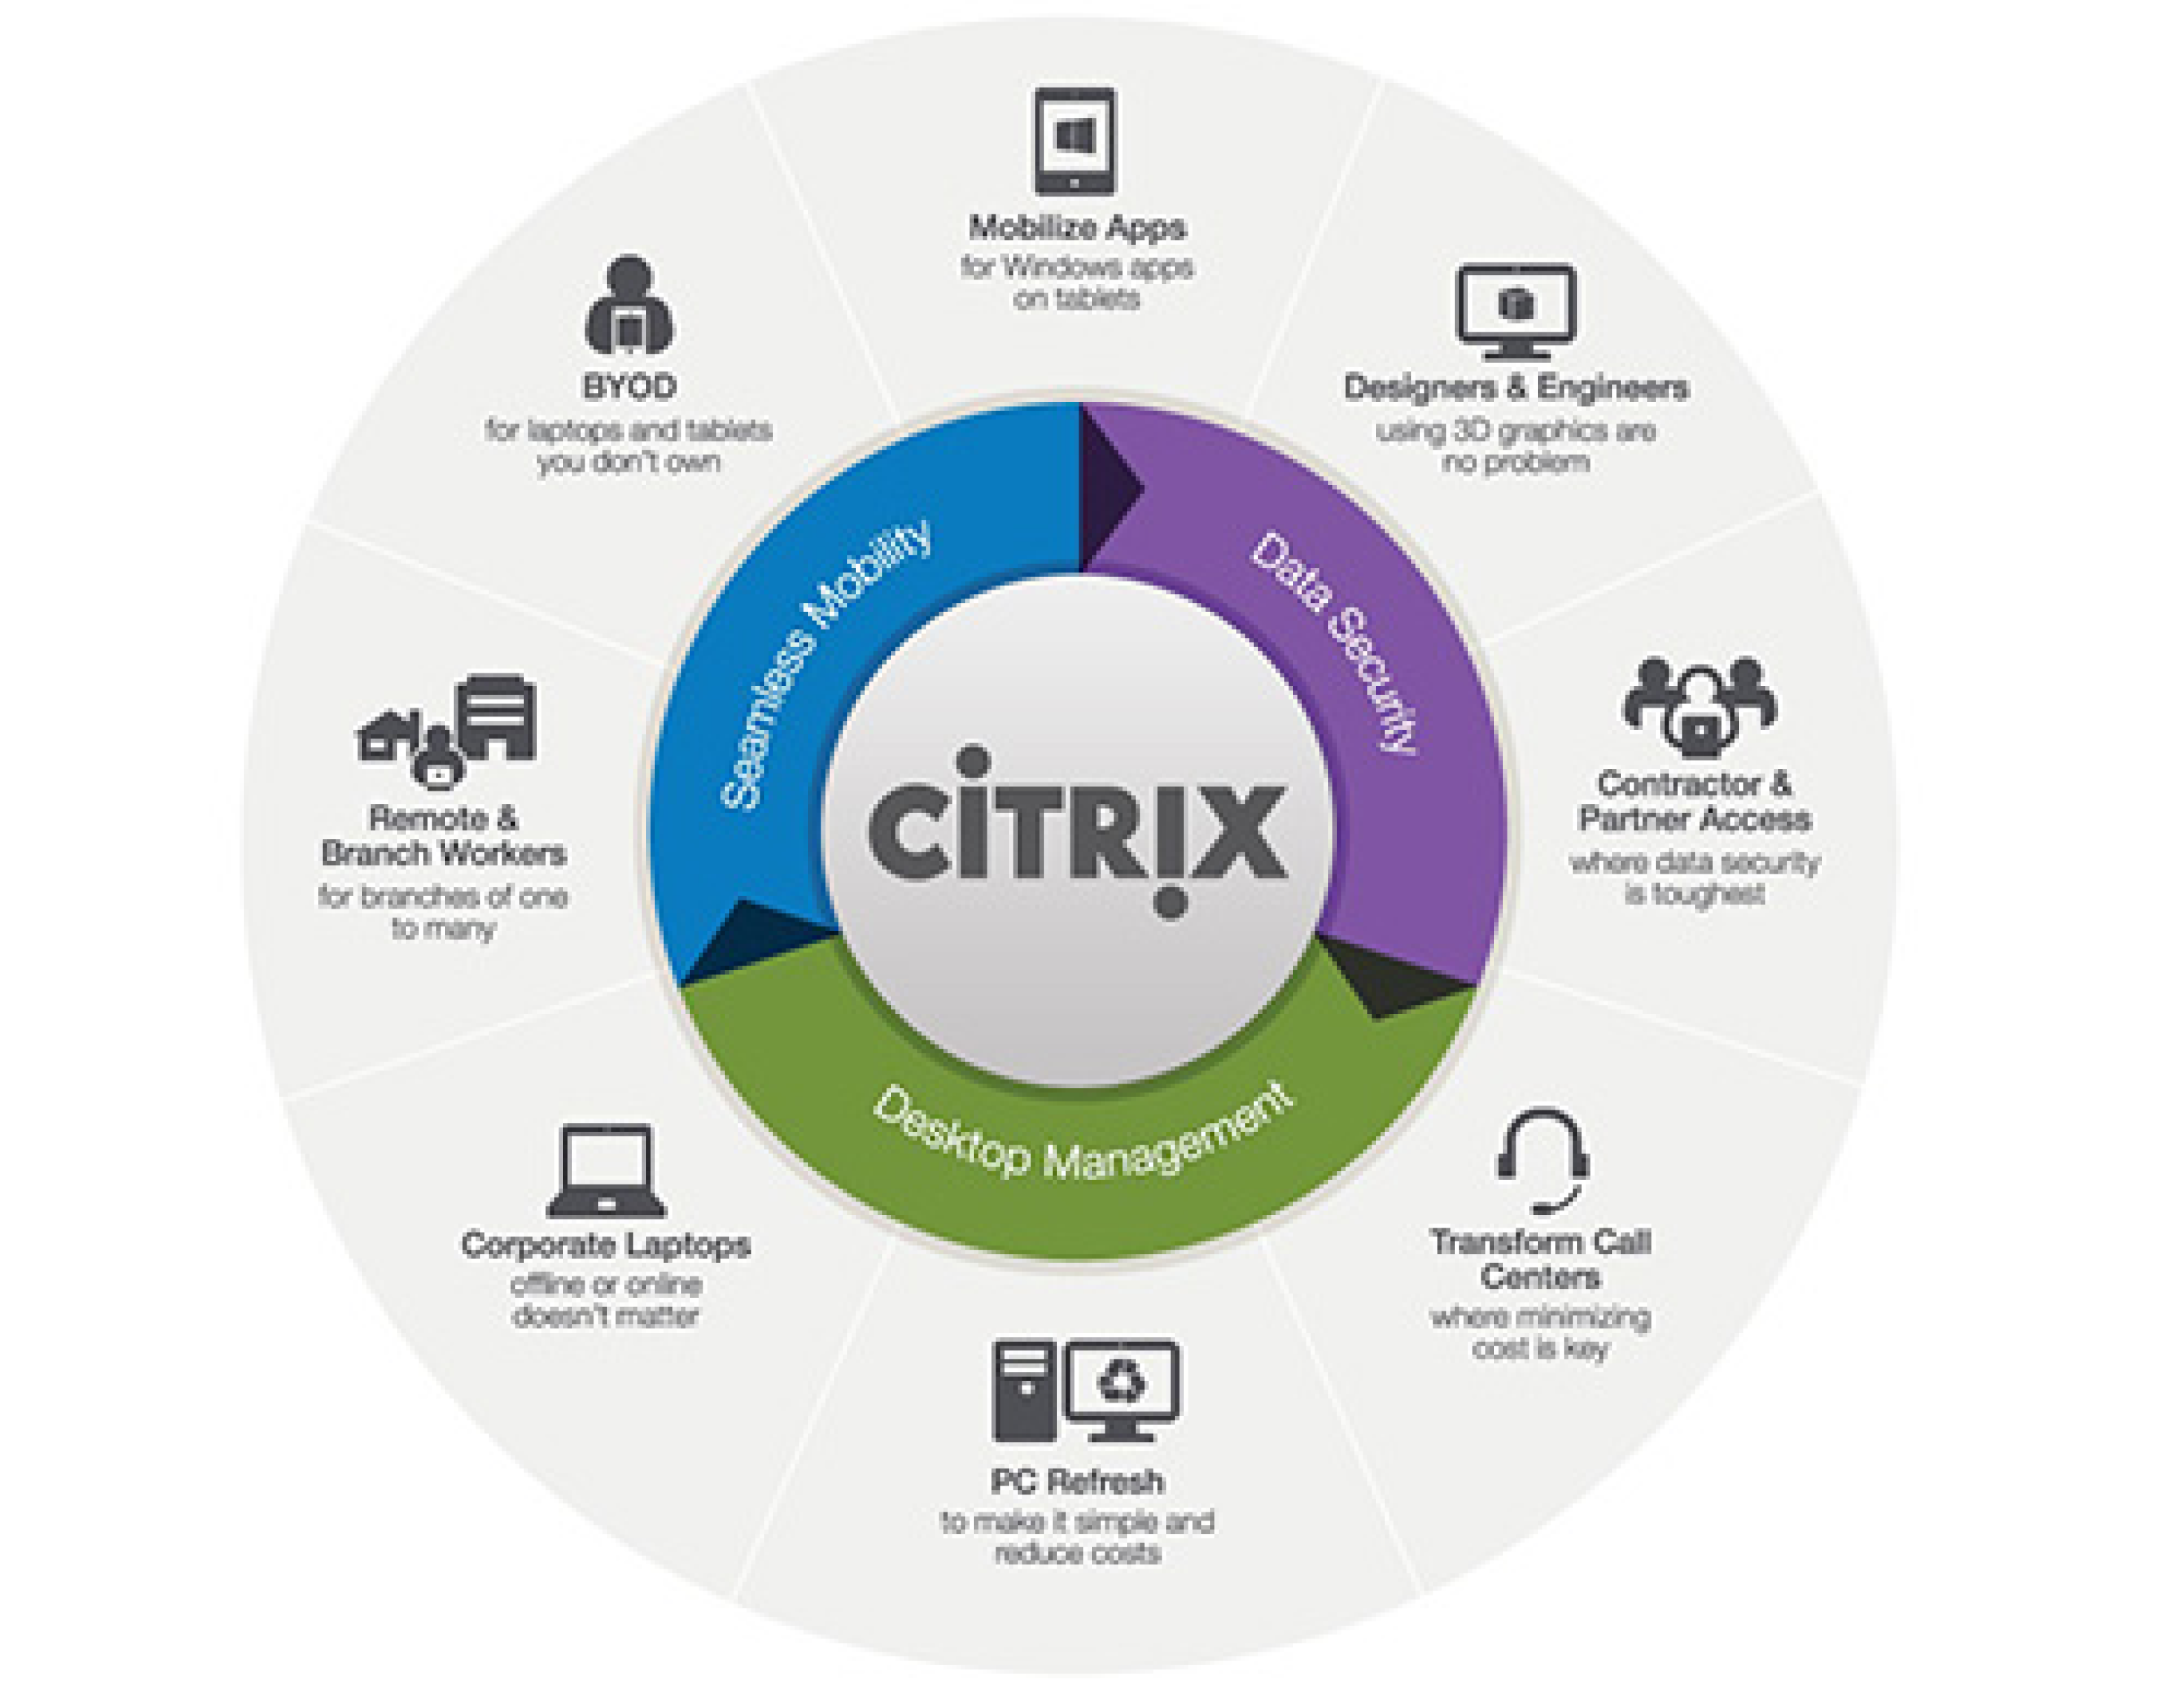 Mobilize Apps
for Windows apps
on tablets
Designers & Engineers
using 3D graphics are
no problem
Contractor &
Partner Access
where data security
is toughest
Transform Call
Centers
where minimizing
cost is key
PC Refresh
to make it simple and
reduce costs
Corporate Laptops
offline or online
doesn't matter
Remote &
Branch Workers
for branches of one
to many
BYOD
for laptops and tablets
you don't own
Seamless Mobility
Data Security
Desktop Management
CiTRiX